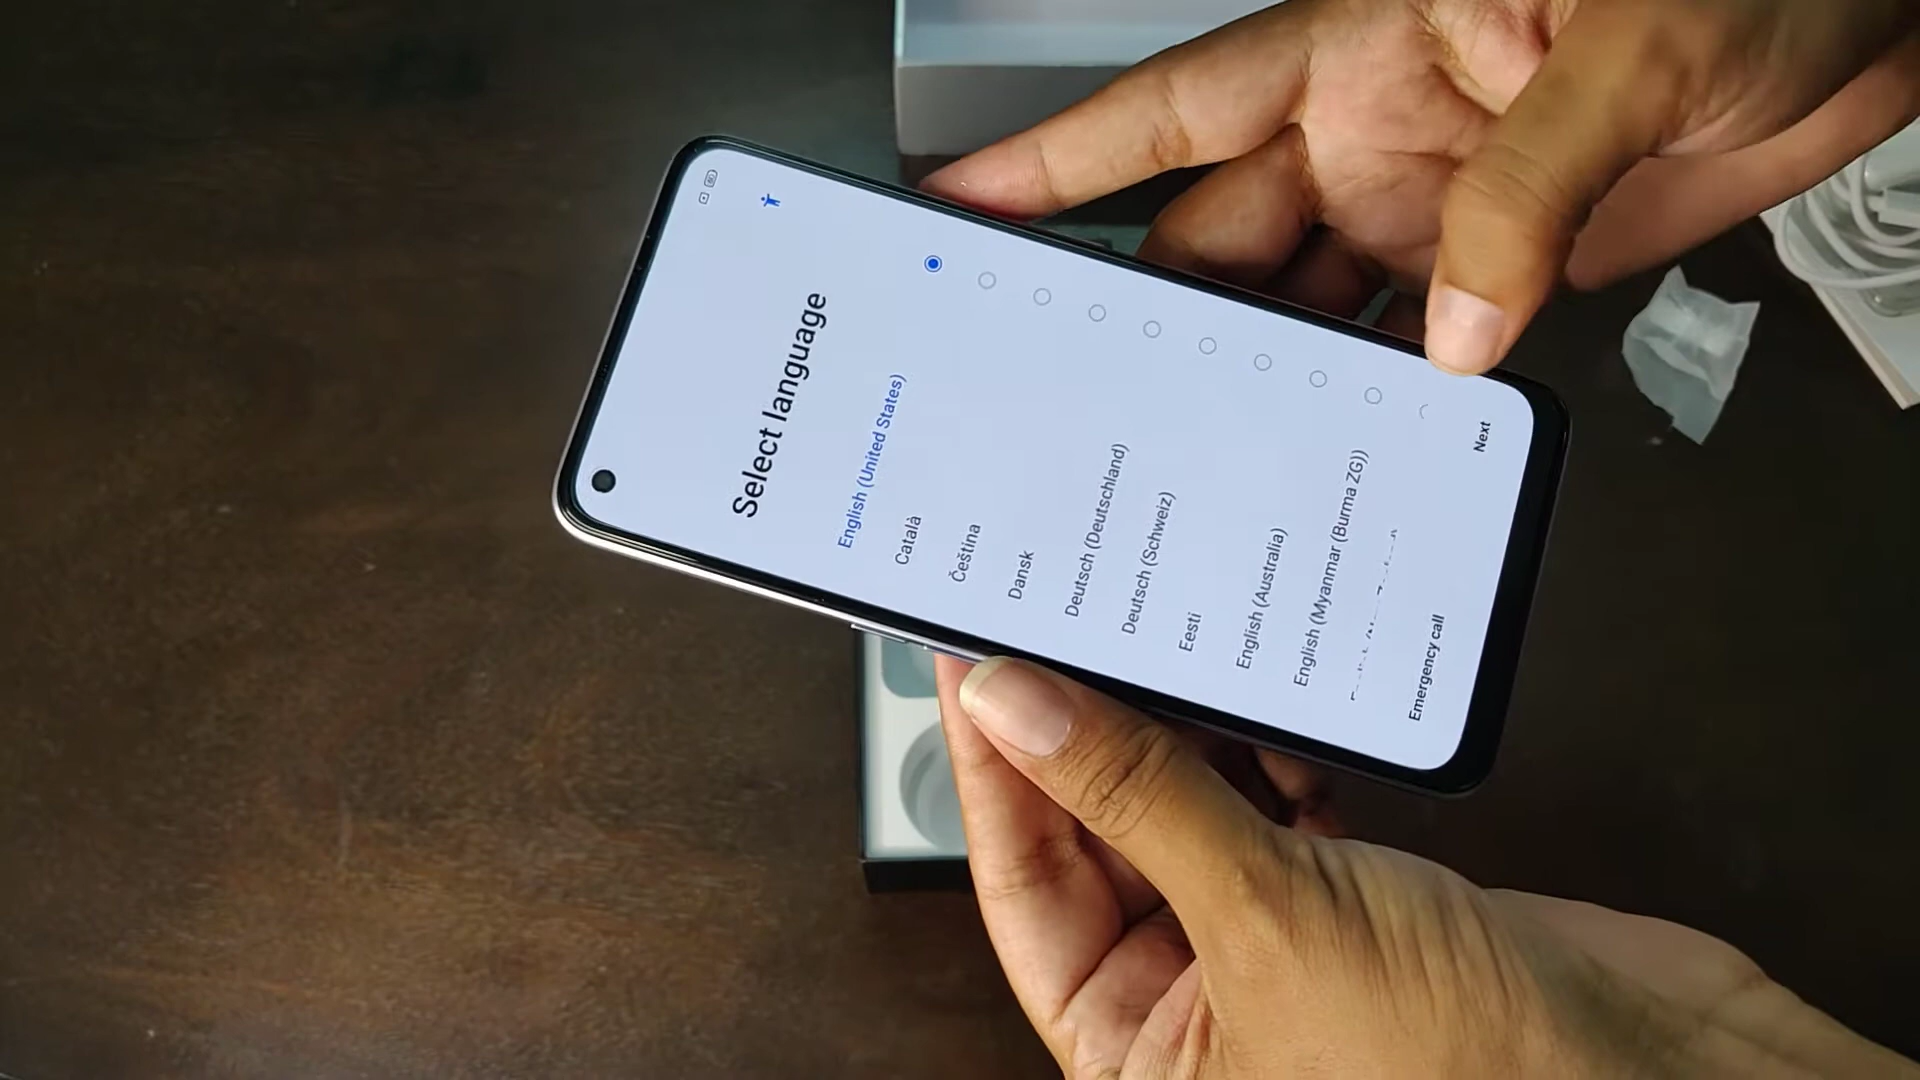 Select language
English (United States)
Català
Čeština
Dansk
Deutsch (Deutschland)
Deutsch (Schweiz)
Eesti
English (Australia)
English (Myanmar (Burma ZG))
Emergency call
Next